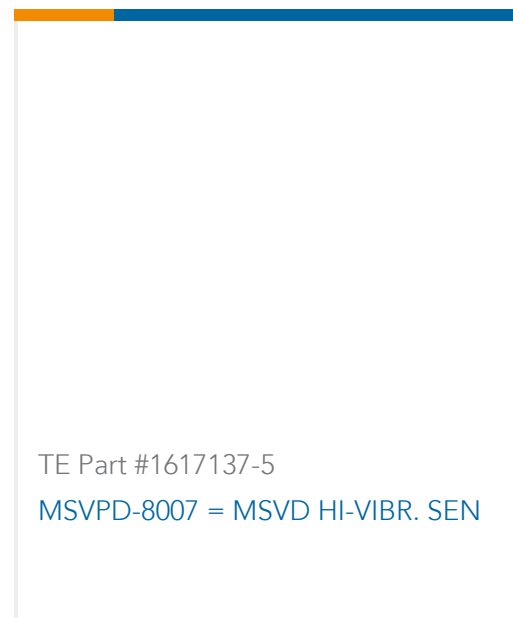 TE Part #1617137-5
MSVPD-8007 = MSVD HI-VIBR. SEN